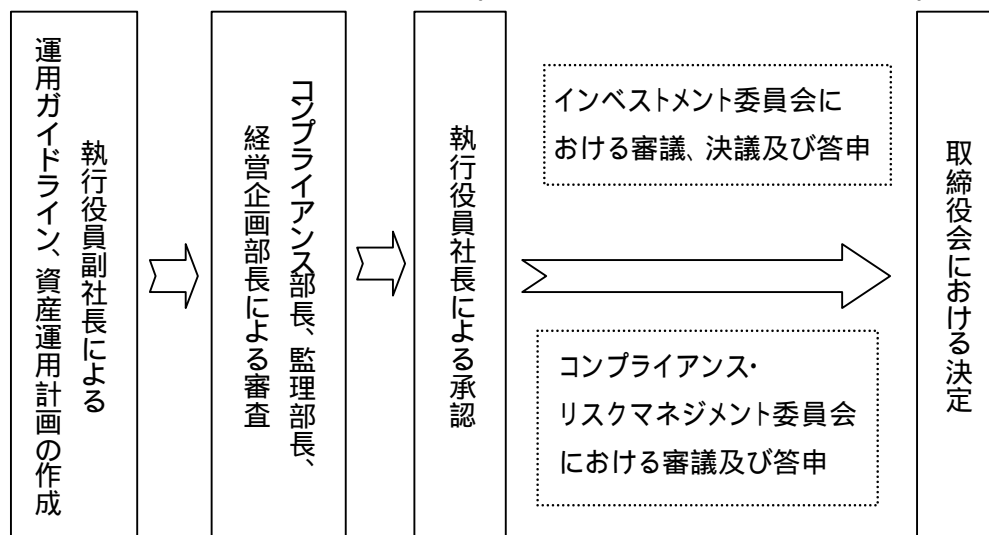 執行役員副社長による
運用ガイドライン、資産運用計画の作成
コンプライアンス部長、監理部長、
経営企画部長による審査
執行役員社長による承認
インベストメント委員会に
おける審議、決議及び答申
コンプライアンス・
リスクマネジメント委員会
における審議及び答申
取締役会における決定